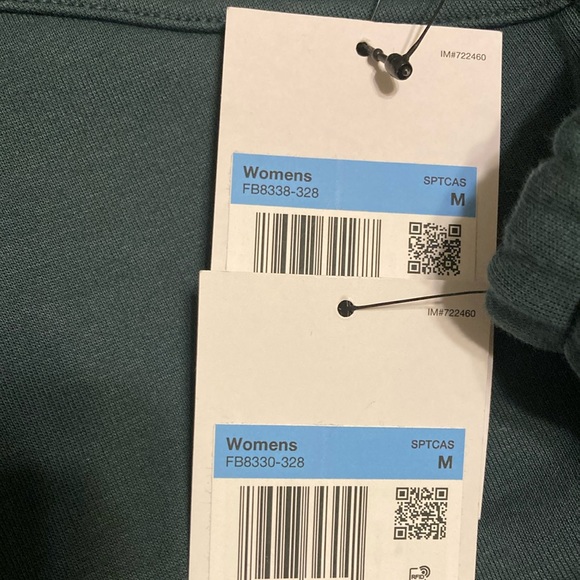 IM#722460
Womens SPTCAS
FB8338-328 M
IM#722460
Womens SPTCAS
FB8330-328 M
RFID